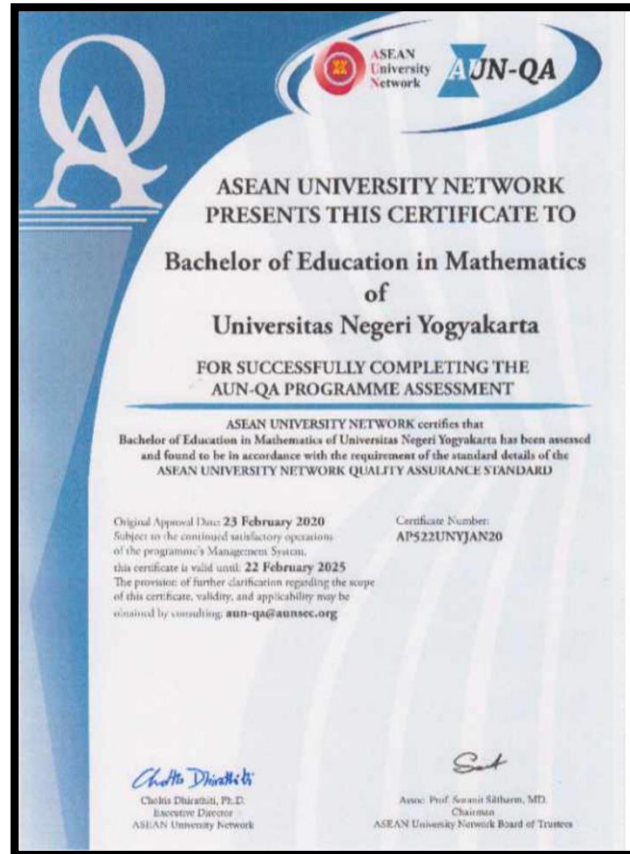 QA
ASEAN
University
Network
AUN-QA
ASEAN UNIVERSITY NETWORK
PRESENTS THIS CERTIFICATE TO
Bachelor of Education in Mathematics
of
Universitas Negeri Yogyakarta
FOR SUCCESSFULLY COMPLETING THE
AUN-QA PROGRAMME ASSESSMENT
ASEAN UNIVERSITY NETWORK certifies that
Bachelor of Education in Mathematics of Universitas Negeri Yogyakarta has been assessed
and found to be in accordance with the requirement of the standard details of the
ASEAN UNIVERSITY NETWORK QUALITY ASSURANCE STANDARD
Original Approval Date: 23 February 2020
Subject to the continued satisfactory operations
of the programme's Management System,
this certificate is valid until: 22 February 2025
The provision of further clarification regarding the scope
of this certificate, validity, and applicability may be
obtained by consulting: aun-qa@aunsec.org
Certificate Number:
AP522UNYJAN20
Choltis Dhirathiti
Choltis Dhirathiti, Ph.D.
Executive Director
ASEAN University Network
Assoc. Prof. Soranit Siltharm, MD.
Chairman
ASEAN University Network Board of Trustees